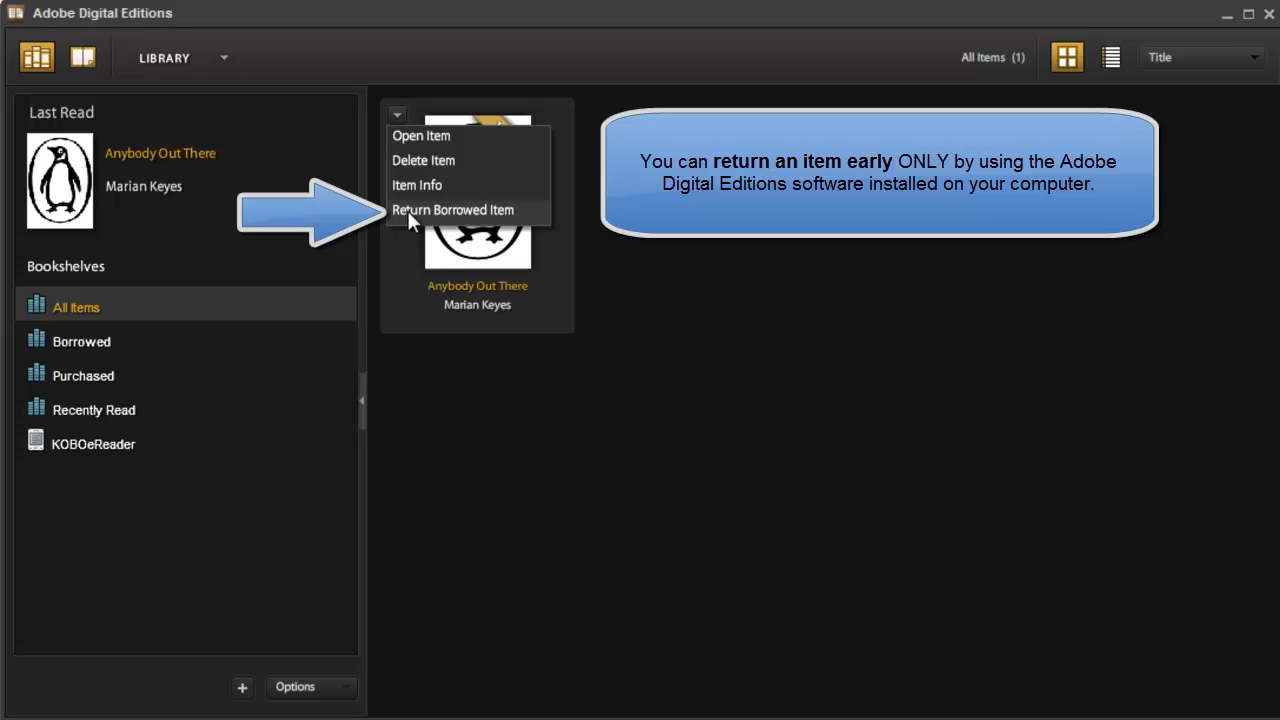 Adobe Digital Editions
LIBRARY
All Items (1)
Title
Last Read
Anybody Out There
Marian Keyes
Bookshelves
All Items
Borrowed
Purchased
Recently Read
KOBOeReader
Options
Open Item
Delete Item
Item Info
Return Borrowed Item
Anybody Out There
Marian Keyes
You can return an item early ONLY by using the Adobe
Digital Editions software installed on your computer.